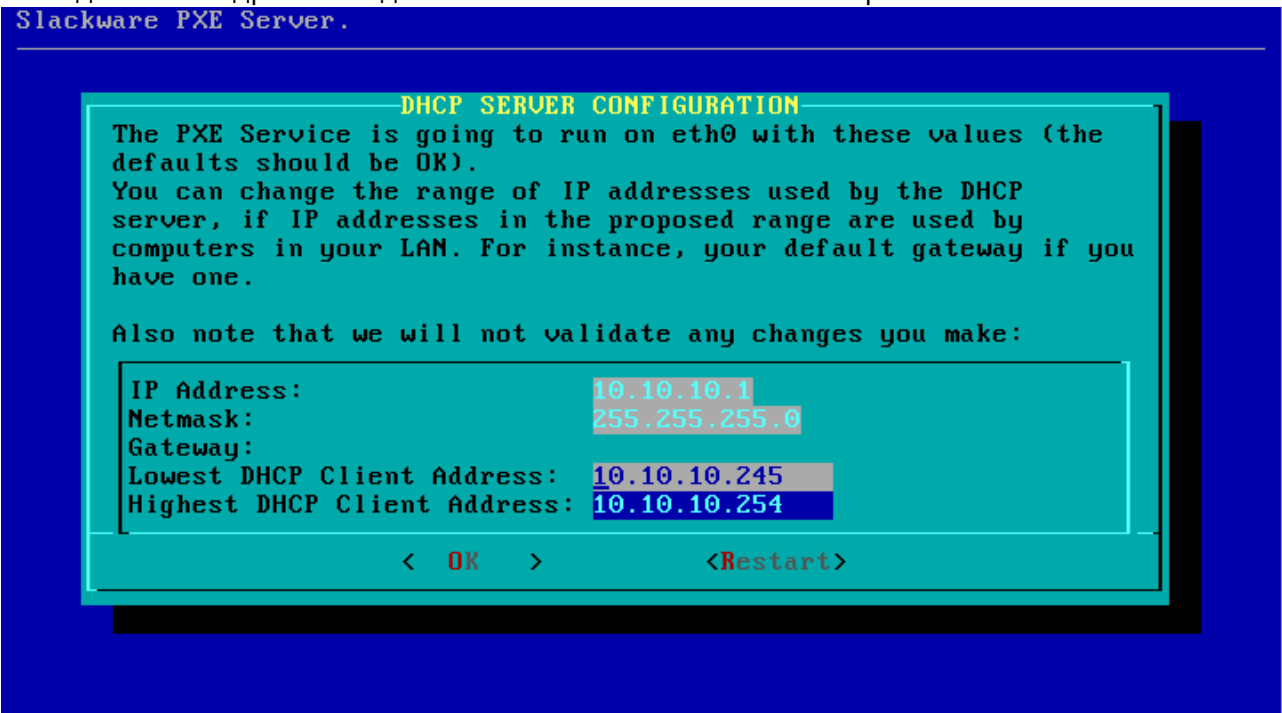 Slackware PXE Server.
DHCP SERVER CONFIGURATION
The PXE Service is going to run on eth0 with these values (the
defaults should be OK).
You can change the range of IP addresses used by the DHCP
server, if IP addresses in the proposed range are used by
computers in your LAN. For instance, your default gateway if you
have one.
Also note that we will not validate any changes you make:
IP Address: 10.10.10.1
Netmask: 255.255.255.0
Gateway:
Lowest DHCP Client Address: 10.10.10.245
Highest DHCP Client Address: 10.10.10.254
< OK > <Restart>